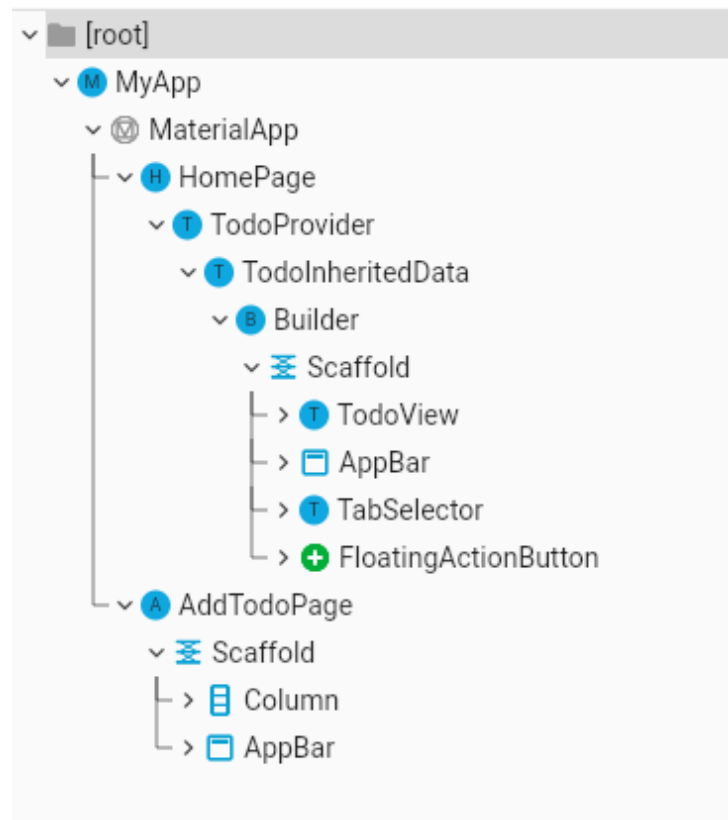 [root]
M MyApp
MaterialApp
H HomePage
T TodoProvider
T TodoInheritedData
B Builder
Scaffold
T TodoView
AppBar
T TabSelector
FloatingActionButton
A AddTodoPage
Scaffold
Column
AppBar